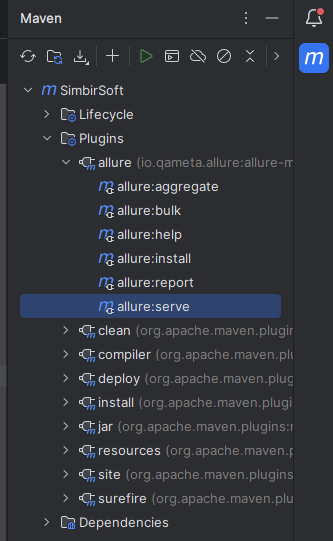 Maven
SimbirSoft
Lifecycle
Plugins
allure (io.qameta.allure:allure-m
allure:aggregate
allure:bulk
allure:help
allure:install
allure:report
allure:serve
clean (org.apache.maven.plugins
compiler (org.apache.maven.pl
deploy (org.apache.maven.plug
install (org.apache.maven.plugi
jar (org.apache.maven.plugins:m
resources (org.apache.maven.p
site (org.apache.maven.plugins
surefire (org.apache.maven.plu
Dependencies